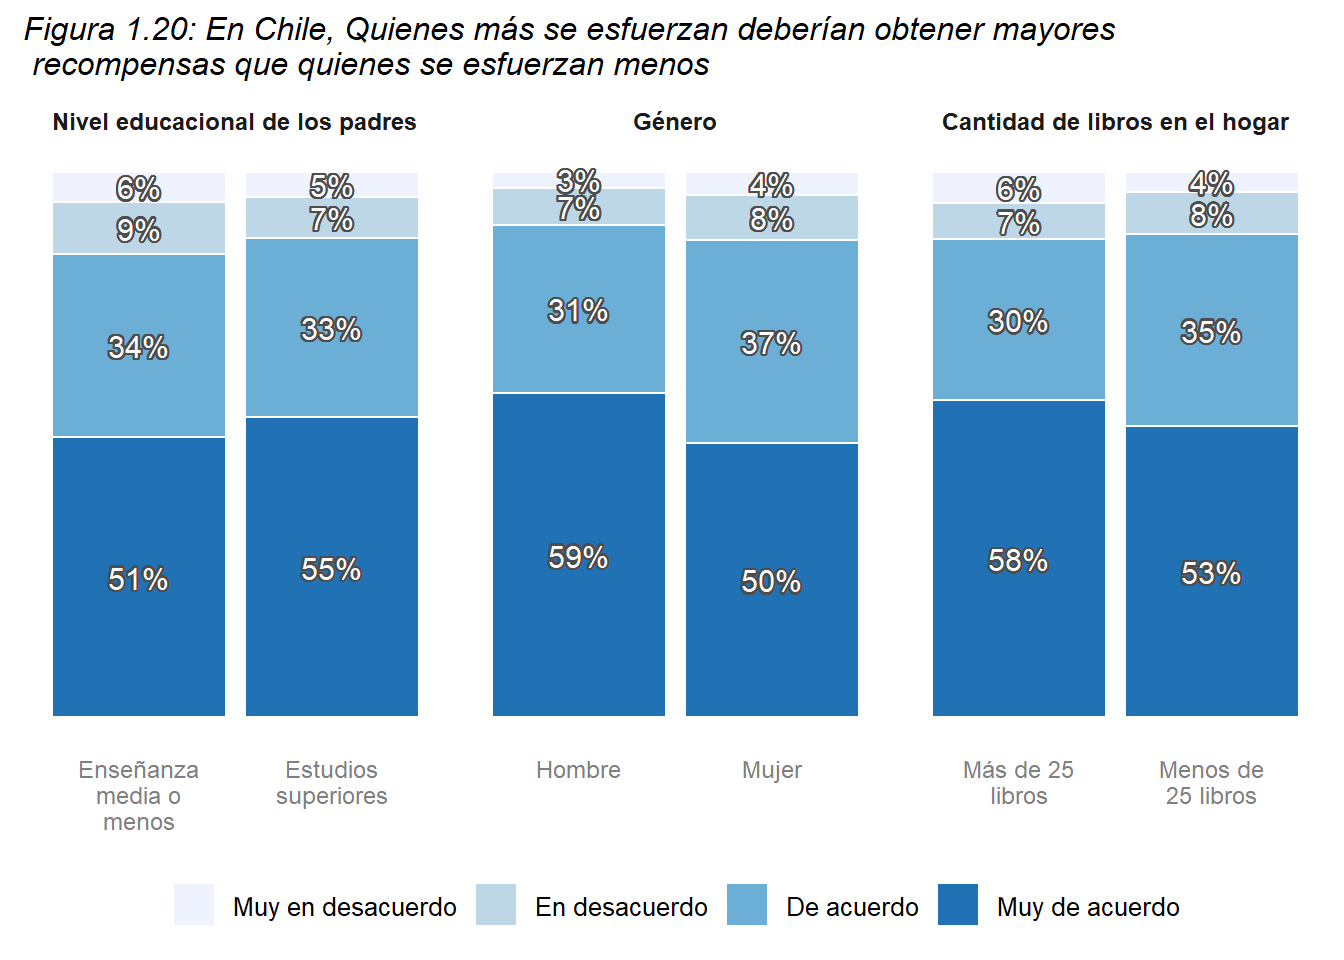 Figura 1.20: En Chile, Quienes más se esfuerzan deberían obtener mayores
recompensas que quienes se esfuerzan menos
Nivel educacional de los padres
Género
Cantidad de libros en el hogar
6%
5%
3%
4%
6%
4%
9%
7%
7%
8%
7%
8%
34%
33%
31%
37%
30%
35%
51%
55%
59%
50%
58%
53%
Enseñanza
media o
menos
Estudios
superiores
Hombre
Mujer
Más de 25
libros
Menos de
25 libros
Muy en desacuerdo
En desacuerdo
De acuerdo
Muy de acuerdo